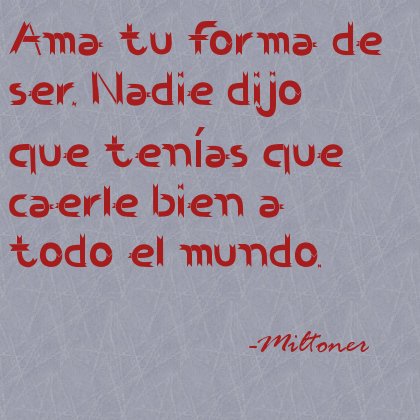 Ama tu forma de
ser. Nadie dijo
que tenías que
caerle bien a
todo el mundo.
-Miltoner